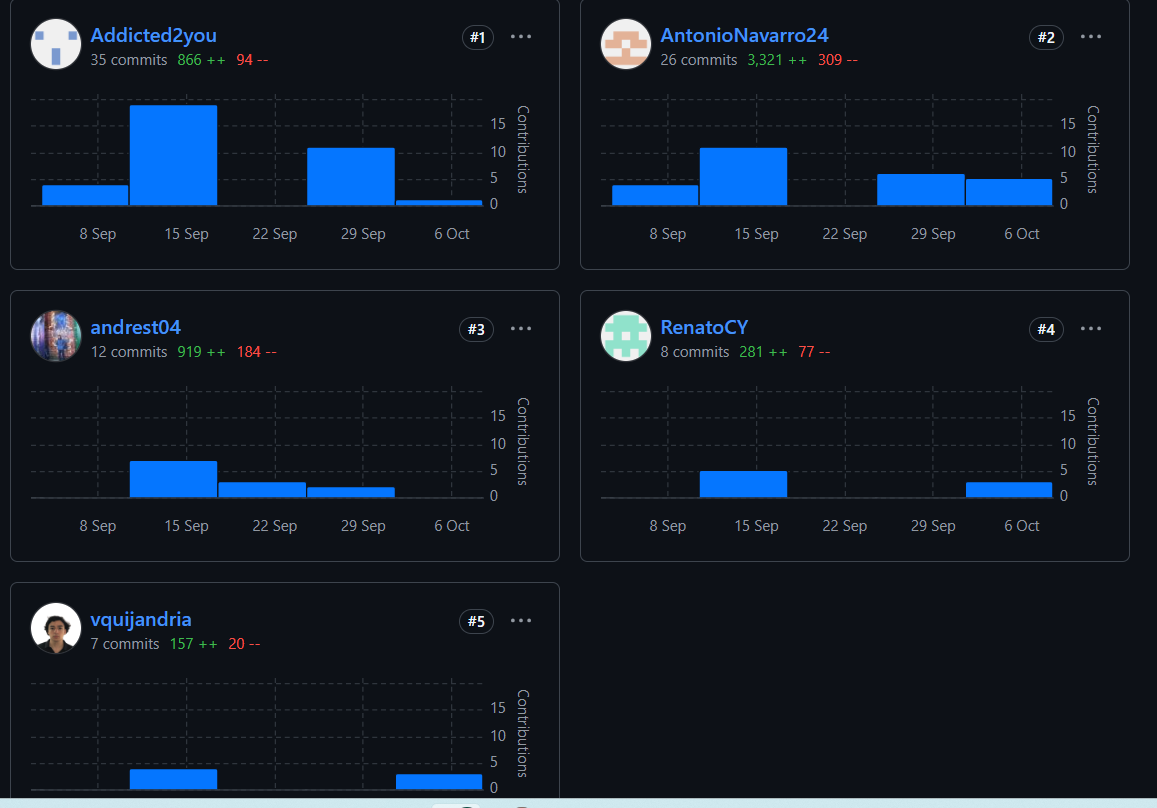 Addicted2you #1
35 commits 866 ++ 94 --
15
10
5
0
Contributions
8 Sep 15 Sep 22 Sep 29 Sep 6 Oct
AntonioNavarro24 #2
26 commits 3,321 ++ 309 --
15
10
5
0
Contributions
8 Sep 15 Sep 22 Sep 29 Sep 6 Oct
andrest04 #3
12 commits 919 ++ 184 --
15
10
5
0
Contributions
8 Sep 15 Sep 22 Sep 29 Sep 6 Oct
RenatoCY #4
8 commits 281 ++ 77 --
15
10
5
0
Contributions
8 Sep 15 Sep 22 Sep 29 Sep 6 Oct
vquijandria #5
7 commits 157 ++ 20 --
15
10
5
0
Contributions